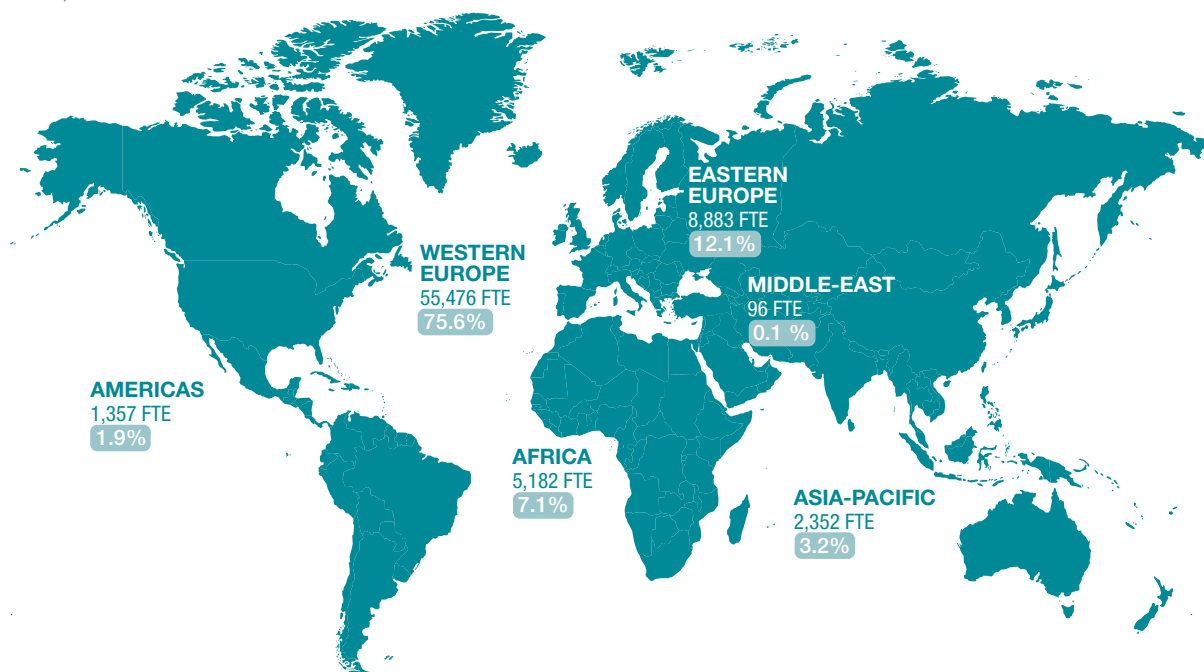 EASTERN
EUROPE
8,883 FTE
12.1%
WESTERN
EUROPE
55,476 FTE
75.6%
MIDDLE-EAST
96 FTE
0.1 %
AMERICAS
1,357 FTE
1.9%
AFRICA
5,182 FTE
7.1%
ASIA-PACIFIC
2,352 FTE
3.2%